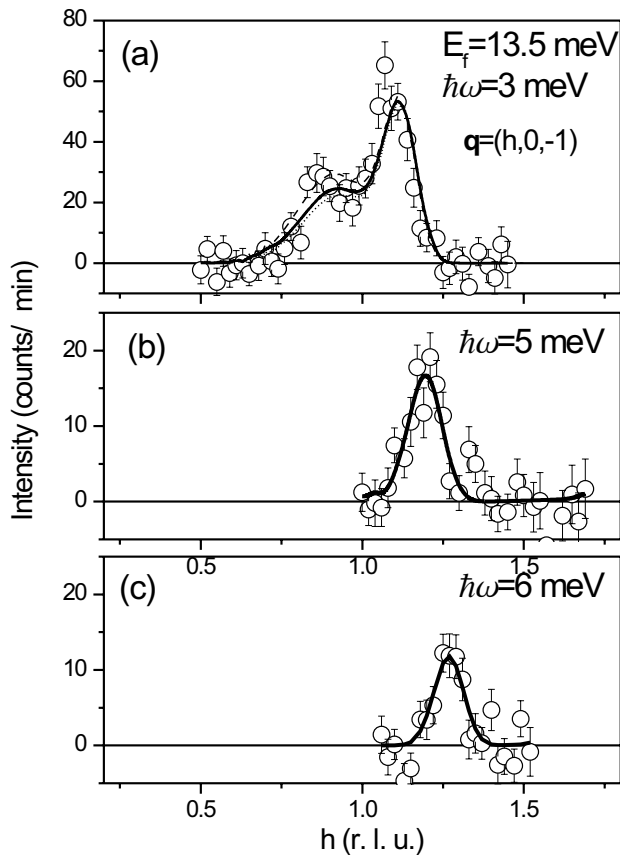 (a)
E_f=13.5 meV
ℏω=3 meV
q=(h,0,-1)
80
60
40
20
0
(b)
ℏω=5 meV
20
10
0
0.5 1.0 1.5
(c)
ℏω=6 meV
20
10
0
0.5 1.0 1.5
h (r. l. u.)
Intensity (counts/ min)